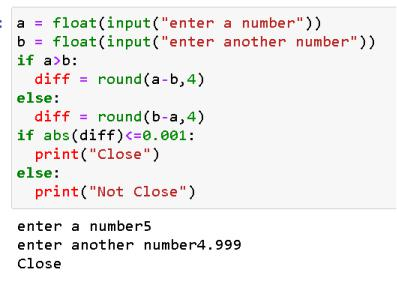 a = float(input("enter a number"))
b = float(input("enter another number"))
if a>b:
  diff = round(a-b,4)
else:
  diff = round(b-a,4)
if abs(diff)<=0.001:
  print("Close")
else:
  print("Not Close")
enter a number5
enter another number4.999
Close